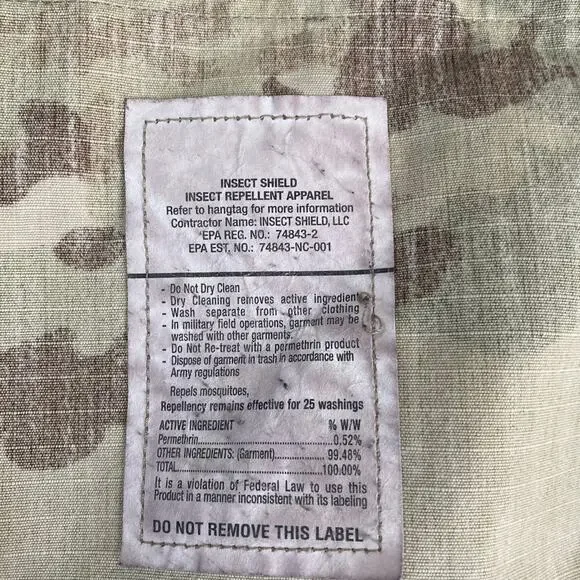 INSECT SHIELD
INSECT REPELLENT APPAREL
Refer to hangtag for more information
Contractor Name: INSECT SHIELD, LLC
EPA REG. NO.: 74843-2
EPA EST, NO.: 74843-NC-001
- Do Not Dry Clean
- Dry Cleaning removes active ingredient
- Wash separate from other clothing
- In military field operations, garment may be
washed with other garments.
- Do Not Re-treat with a permethrin product
- Dispose of garment in trash in accordance with
Army regulations
Repels mosquitoes,
Repellency remains effective for 25 washings
ACTIVE INGREDIENT % W/W
Permethrin..............................0.52%
OTHER INGREDIENTS: (Garment)..............99.48%
TOTAL..............................100.00%
It is a violation of Federal Law to use this
Product in a manner inconsistent with its labeling
DO NOT REMOVE THIS LABEL